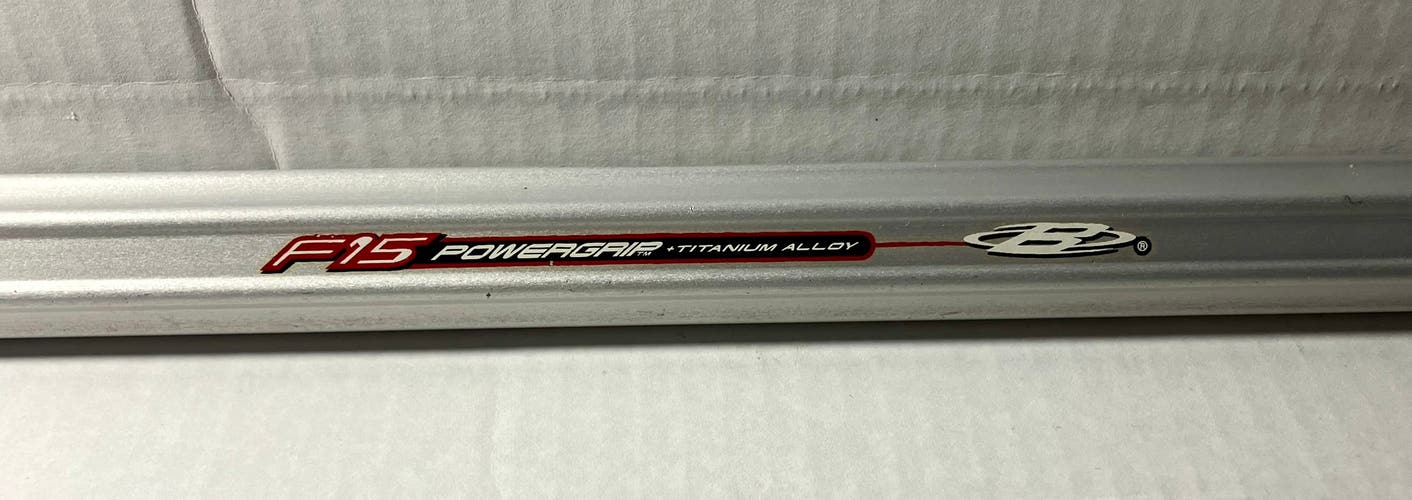 F15 POWERGRIP™ +TITANIUM ALLOY B®